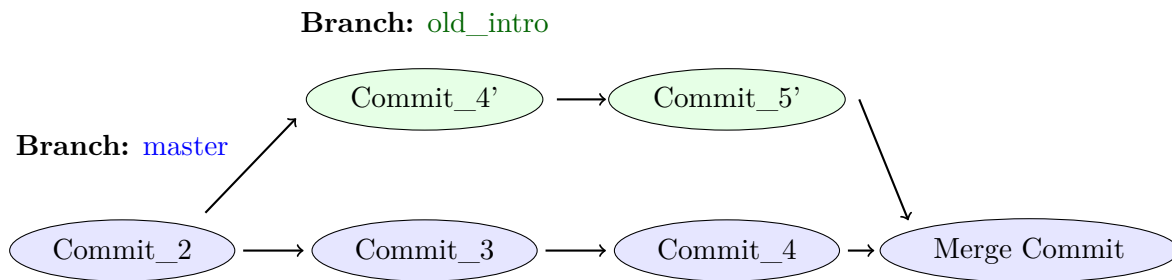 Branch: old_intro
Commit_4' Commit_5'
Branch: master
Commit_2 Commit_3 Commit_4 Merge Commit